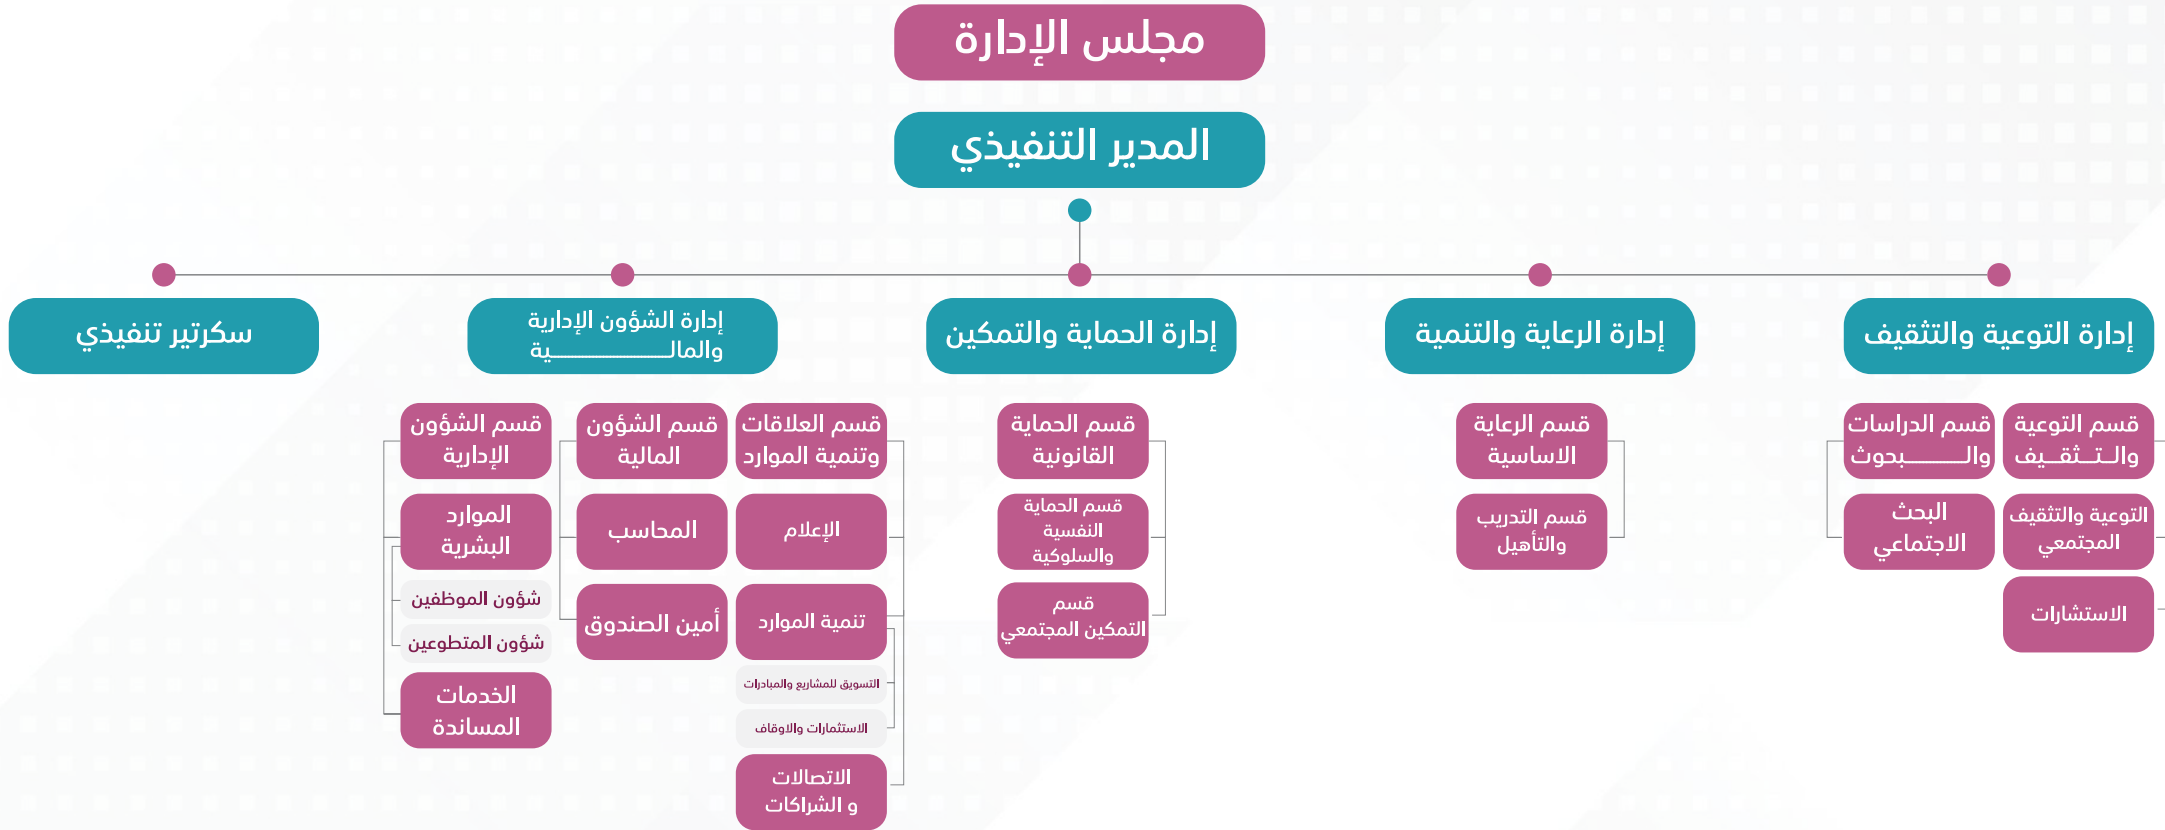 مجلس الإدارة
المدير التنفيذي
إدارة التوعية والتثقيف
إدارة الرعاية والتنمية
إدارة الحماية والتمكين
إدارة الشؤون الإدارية
والمالـــــــــــية
سكرتير تنفيذي
قسم التوعية
والـتــثقــيف
التوعية والتثقيف
المجتمعي
الاستشارات
قسم الدراسات
والـــــــبحوث
البحث
الاجتماعي
قسم الرعاية
الاساسية
قسم التدريب
والتأهيل
قسم الحماية
القانونية
قسم الحماية
النفسية
والسلوكية
قسم
التمكين المجتمعي
قسم العلاقات
وتنمية الموارد
الإعلام
تنمية الموارد
التسويق للمشاريع والمبادرات
الاستثمارات والاوقاف
الاتصالات
و الشراكات
قسم الشؤون
المالية
المحاسب
أمين الصندوق
قسم الشؤون
الإدارية
الموارد
البشرية
شؤون الموظفين
شؤون المتطوعين
الخدمات
المساندة